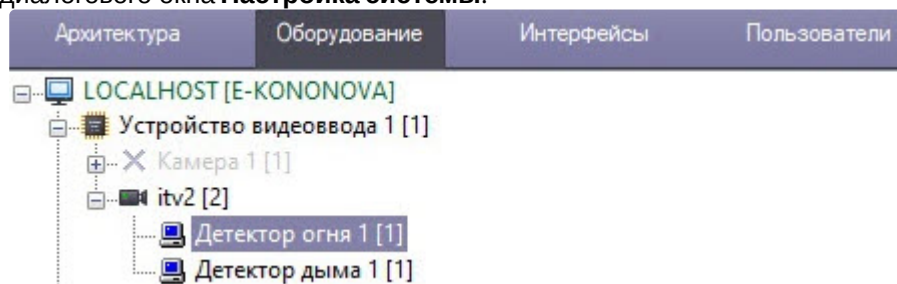 диалогового окна Настройка системы.
Архитектура Оборудование Интерфейсы Пользователи
LOCALHOST [E-KONONOVA]
Устройство видеоввода 1 [1]
Камера 1 [1]
itv2 [2]
Детектор огня 1 [1]
Детектор дыма 1 [1]